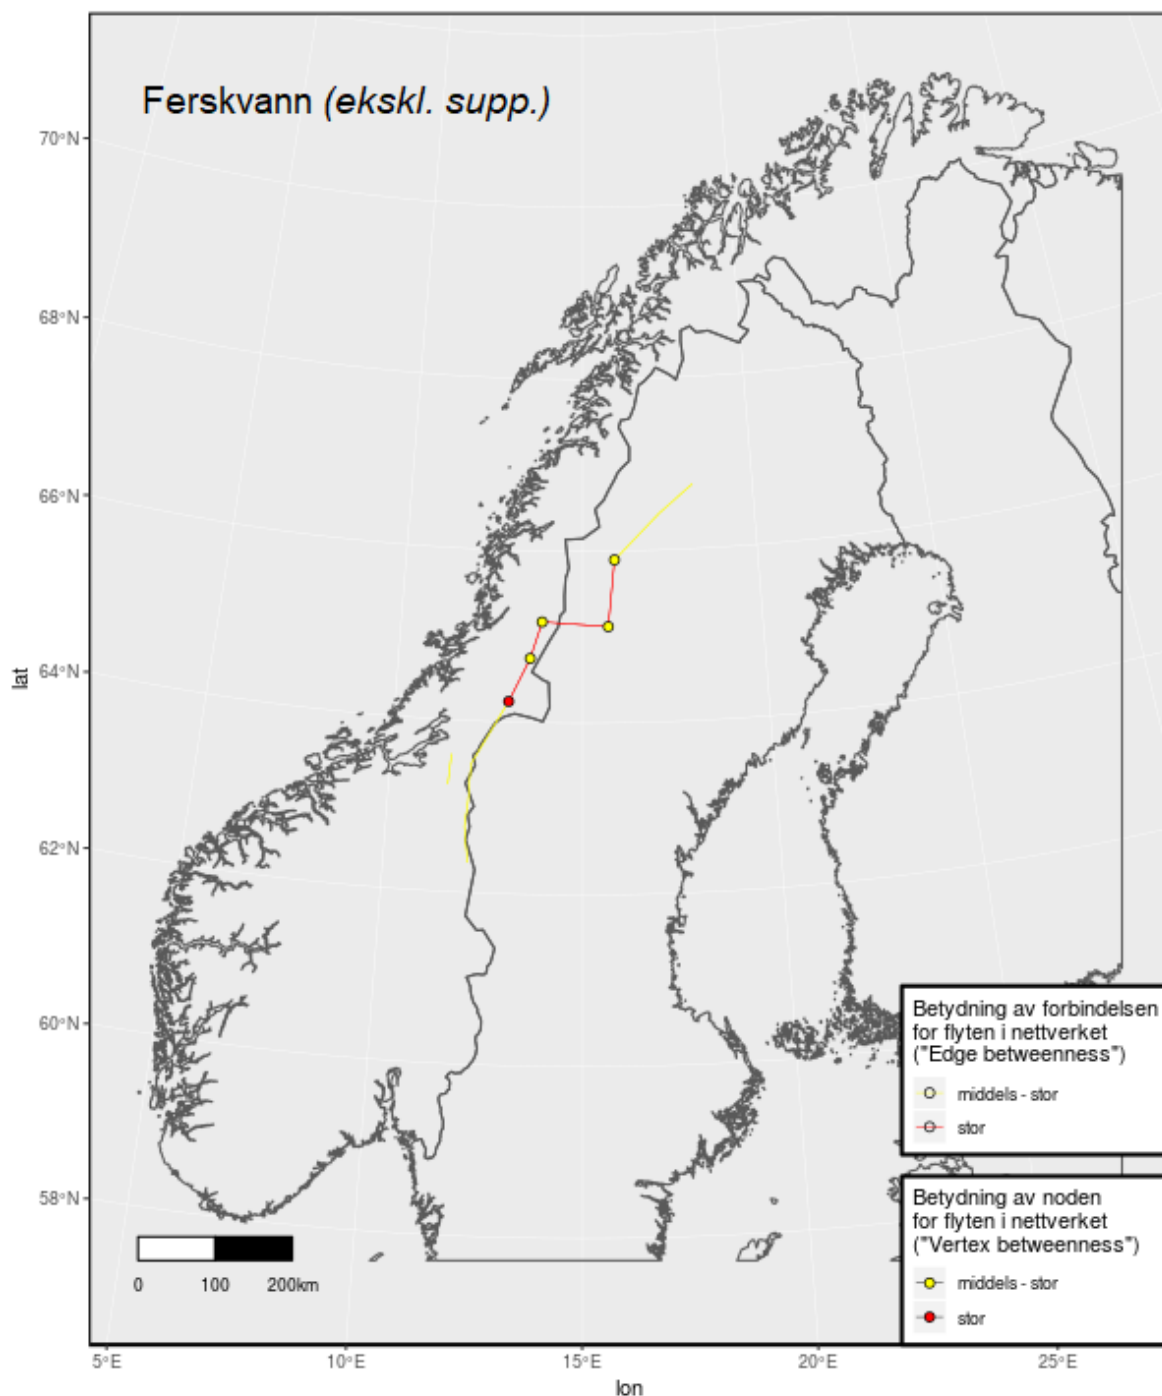 Ferskvann (ekskl. supp.)
70°N
68°N
66°N
64°N
62°N
60°N
58°N
lat
Betydning av forbindelsen
for flyten i nettverket
("Edge betweenness")
middels - stor
stor
Betydning av noden
for flyten i nettverket
("Vertex betweenness")
middels - stor
stor
0 100 200km
5°E 10°E 15°E 20°E 25°E
lon